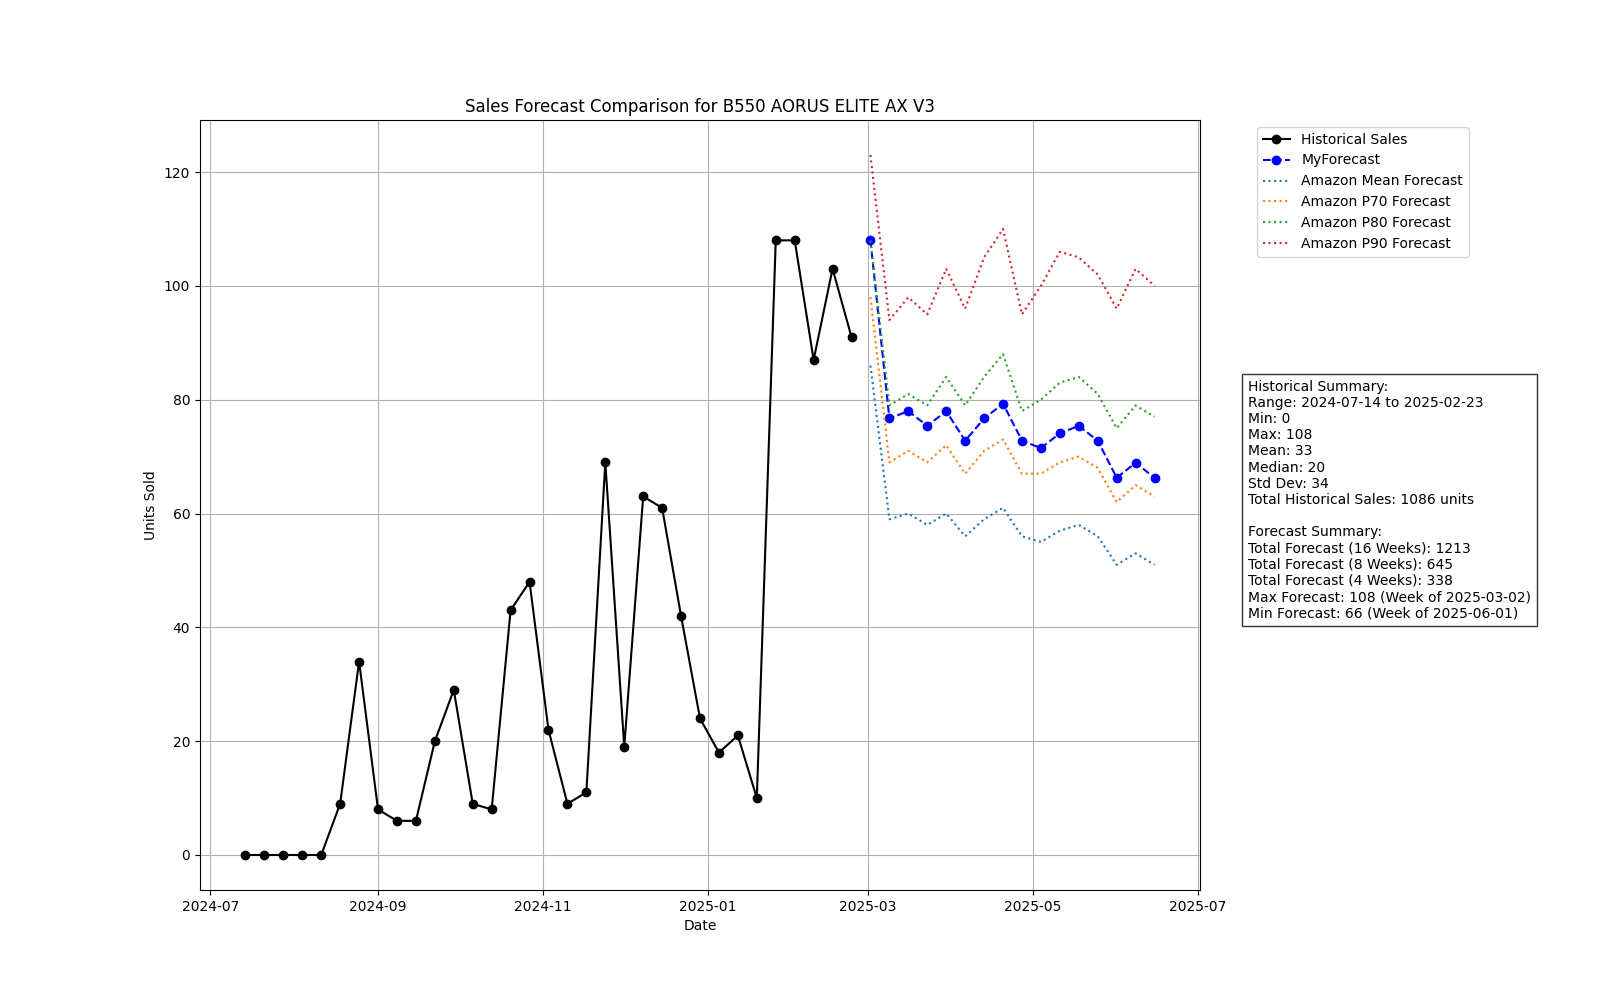 Sales Forecast Comparison for B550 AORUS ELITE AX V3
Units Sold
120
100
80
60
40
20
0
2024-07
2024-09
2024-11
2025-01
2025-03
2025-05
2025-07
Date
Historical Sales
MyForecast
Amazon Mean Forecast
Amazon P70 Forecast
Amazon P80 Forecast
Amazon P90 Forecast
Historical Summary:
Range: 2024-07-14 to 2025-02-23
Min: 0
Max: 108
Mean: 33
Median: 20
Std Dev: 34
Total Historical Sales: 1086 units
Forecast Summary:
Total Forecast (16 Weeks): 1213
Total Forecast (8 Weeks): 645
Total Forecast (4 Weeks): 338
Max Forecast: 108 (Week of 2025-03-02)
Min Forecast: 66 (Week of 2025-06-01)